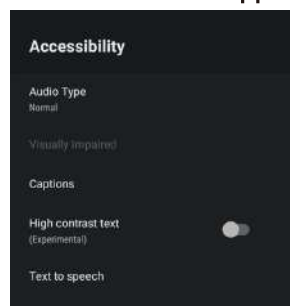 Accessibility
Audio Type
Normal
Visually Impaired
Captions
High contrast text
(Experimental)
Text to speech